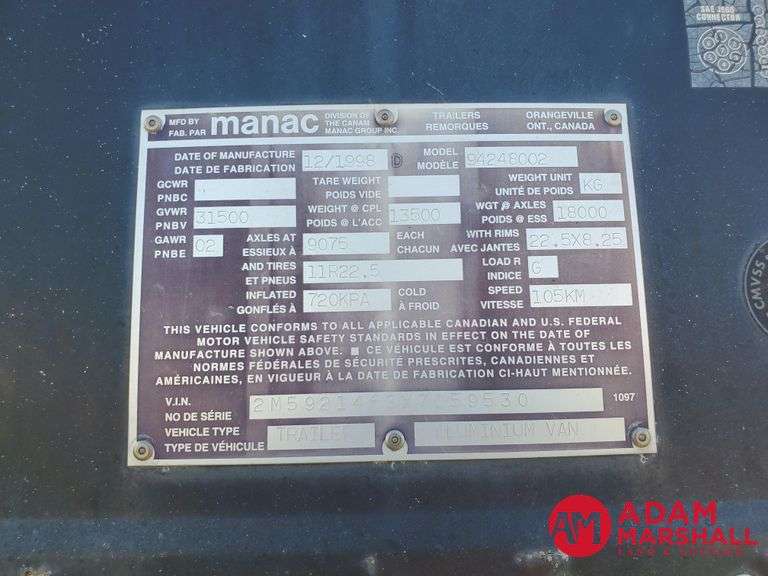 SAE J560
CONNECTOR
MFD BY
FAB. PAR
manac
DIVISION OF
THE CANAM
MANAC GROUP INC.
TRAILERS
REMORQUES
ORANGEVILLE
ONT., CANADA
DATE OF MANUFACTURE
DATE DE FABRICATION
12/1998 D
MODEL
MODÈLE
94248002
GCWR
PNBC
TARE WEIGHT
POIDS VIDE
WEIGHT UNIT
UNITÉ DE POIDS
KG
GVWR
PNBV
31500
WEIGHT @ CPL
POIDS @ L'ACC
13500
WGT @ AXLES
POIDS @ ESS
18000
GAWR
PNBE
02
AXLES AT
ESSIEUX À
9075
EACH
CHACUN
WITH RIMS
AVEC JANTES
22.5X8.25
AND TIRES
ET PNEUS
11R22.5
LOAD R
INDICE
G
INFLATED
GONFLÉS À
720KPA
COLD
À FROID
SPEED
VITESSE
105KM
THIS VEHICLE CONFORMS TO ALL APPLICABLE CANADIAN AND U.S. FEDERAL
MOTOR VEHICLE SAFETY STANDARDS IN EFFECT ON THE DATE OF
MANUFACTURE SHOWN ABOVE. ■ CE VÉHICULE EST CONFORME À TOUTES LES
NORMES FÉDÉRALES DE SÉCURITÉ PRESCRITES, CANADIENNES ET
AMÉRICAINES, EN VIGUEUR À LA DATE DE FABRICATION CI-HAUT MENTIONNÉE.
V.I.N.
NO DE SÉRIE
1097
VEHICLE TYPE
TYPE DE VÉHICULE
TRAILER
ALUMINIUM VAN
CMVSS
AM
ADAM
MARSHALL
LAND & AUCTION